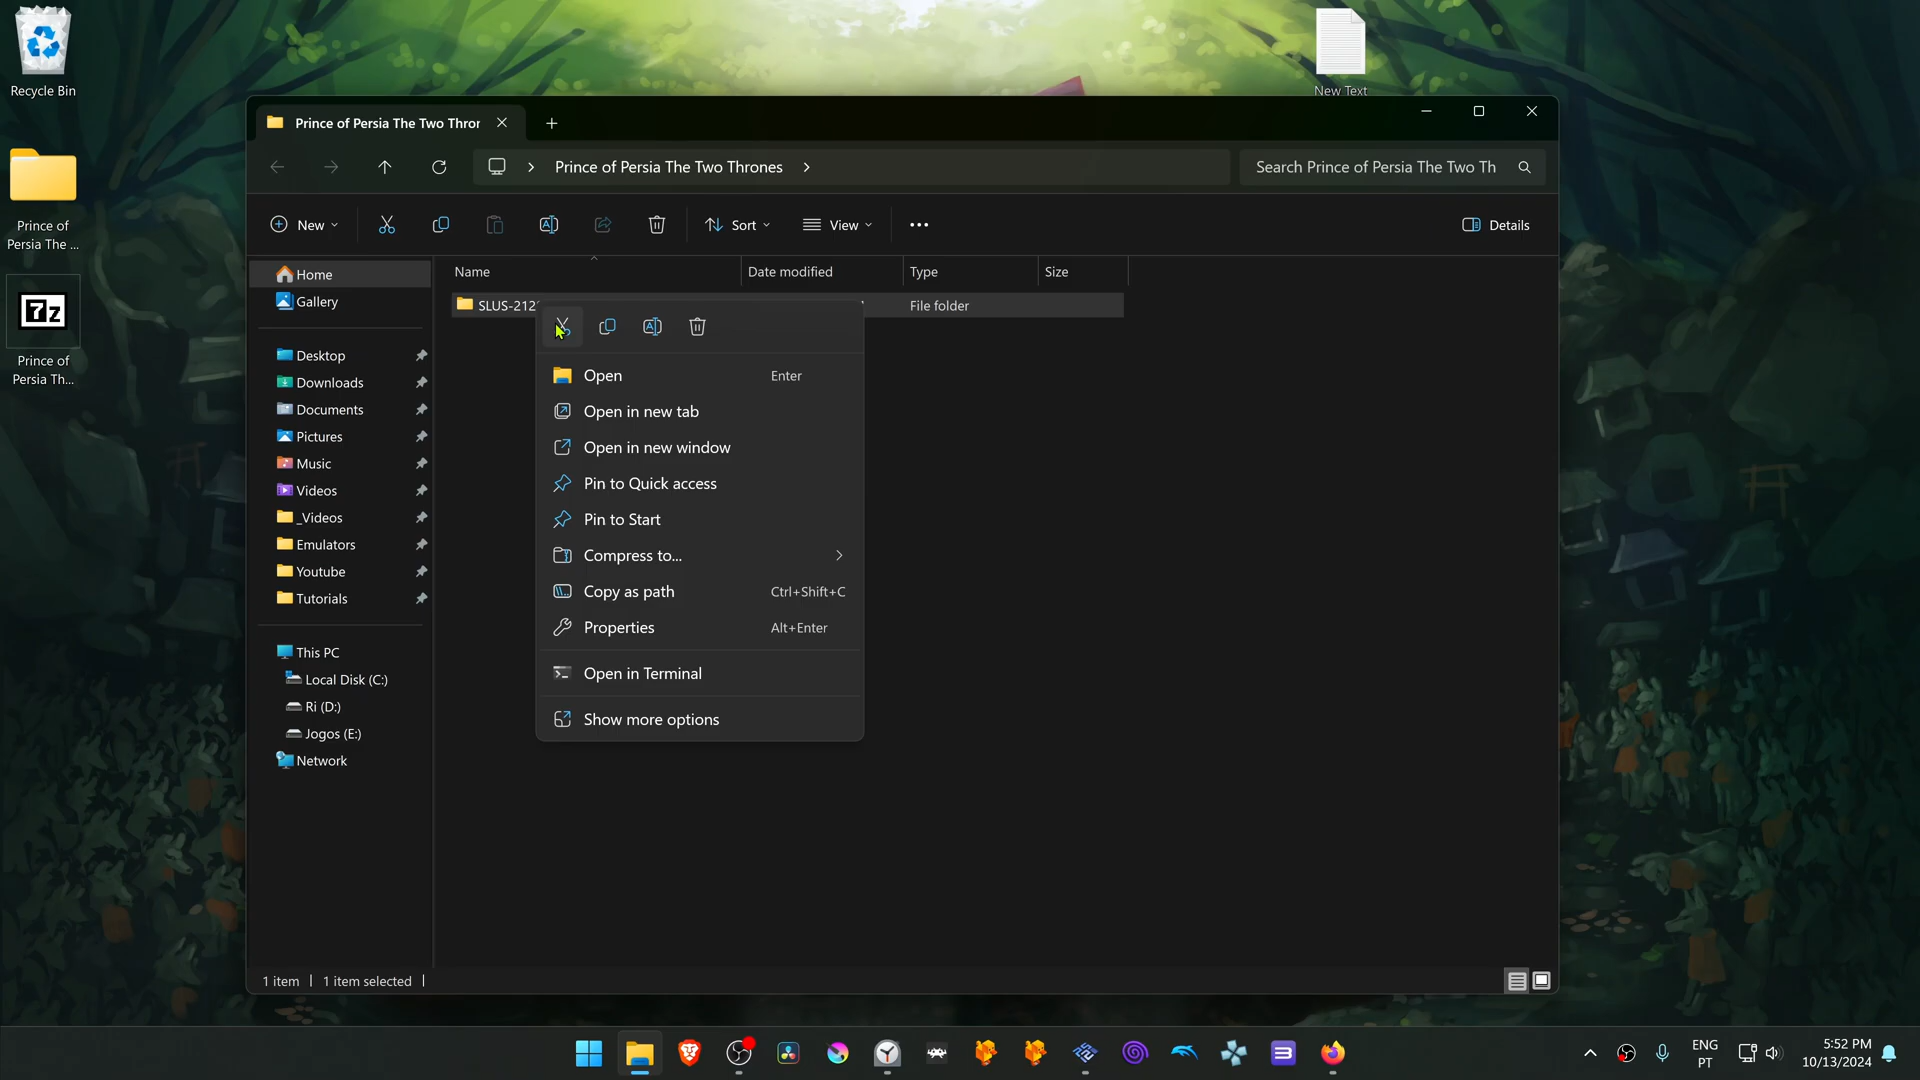 Recycle Bin
New Text
Prince of
Persia The ...
7z
Prince of
Persia Th...
Prince of Persia The Two Thror
Prince of Persia The Two Thrones
Search Prince of Persia The Two Th
New
Sort
View
Details
Name
Date modified
Type
Size
SLUS-212
File folder
Home
Gallery
Desktop
Downloads
Documents
Pictures
Music
Videos
_Videos
Emulators
Youtube
Tutorials
This PC
Local Disk (C:)
Ri (D:)
Jogos (E:)
Network
Open Enter
Open in new tab
Open in new window
Pin to Quick access
Pin to Start
Compress to...
Copy as path Ctrl+Shift+C
Properties Alt+Enter
Open in Terminal
Show more options
1 item
1 item selected
ENG
PT
5:52 PM
10/13/2024